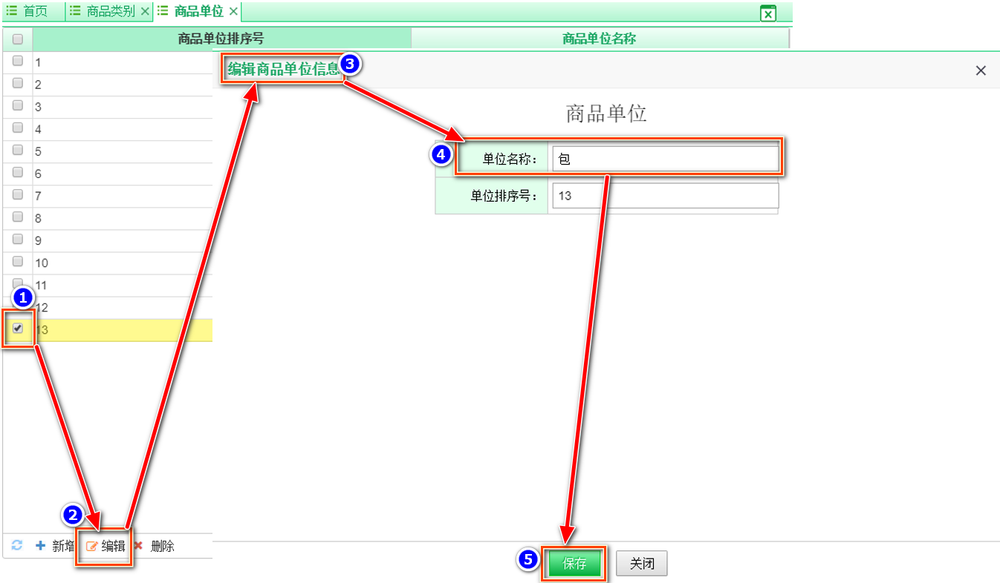 首页 商品类别 商品单位
商品单位排序号 商品单位名称
1
2
3
4
5
6
7
8
9
10
11
12
13
1
2
编辑商品单位信息 3
商品单位
4 单位名称： 包
单位排序号： 13
新增 编辑 删除
5 保存 关闭